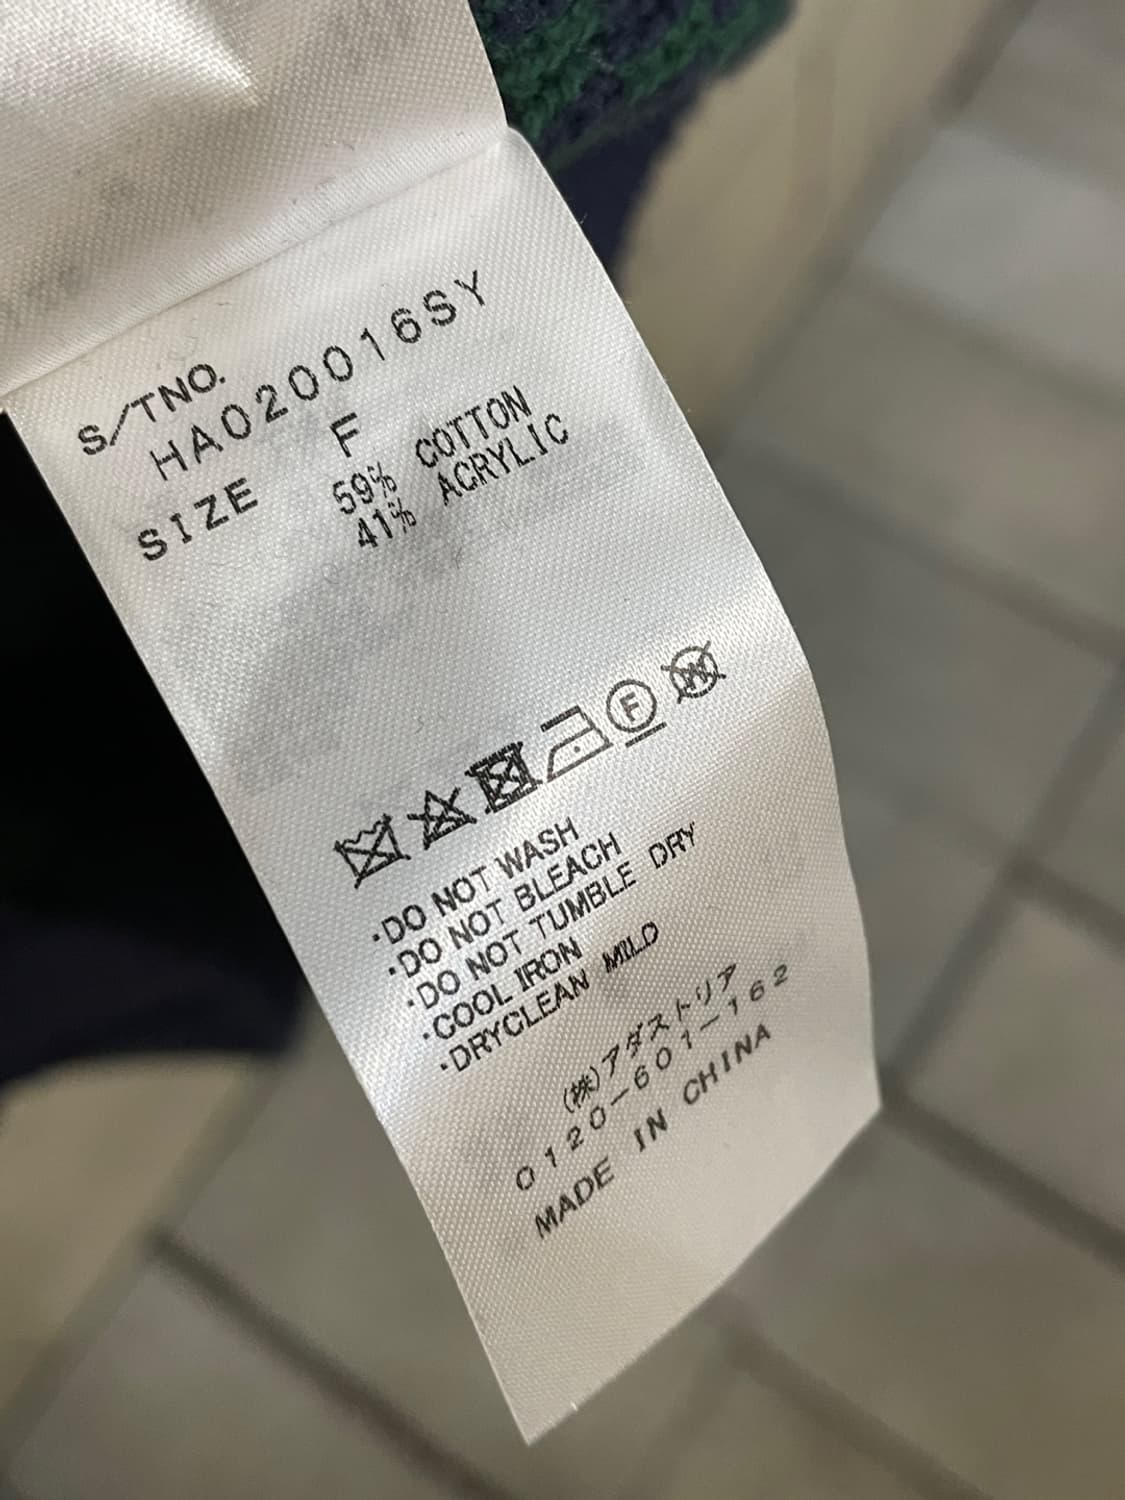 S/TNO.
HA020016SY
SIZE F
59% COTTON
41% ACRYLIC
F W
·DO NOT WASH
·DO NOT BLEACH
·DO NOT TUMBLE DRY
·COOL IRON
·DRYCLEAN MILD
(株)アダストリア
0120-601-162
MADE IN CHINA